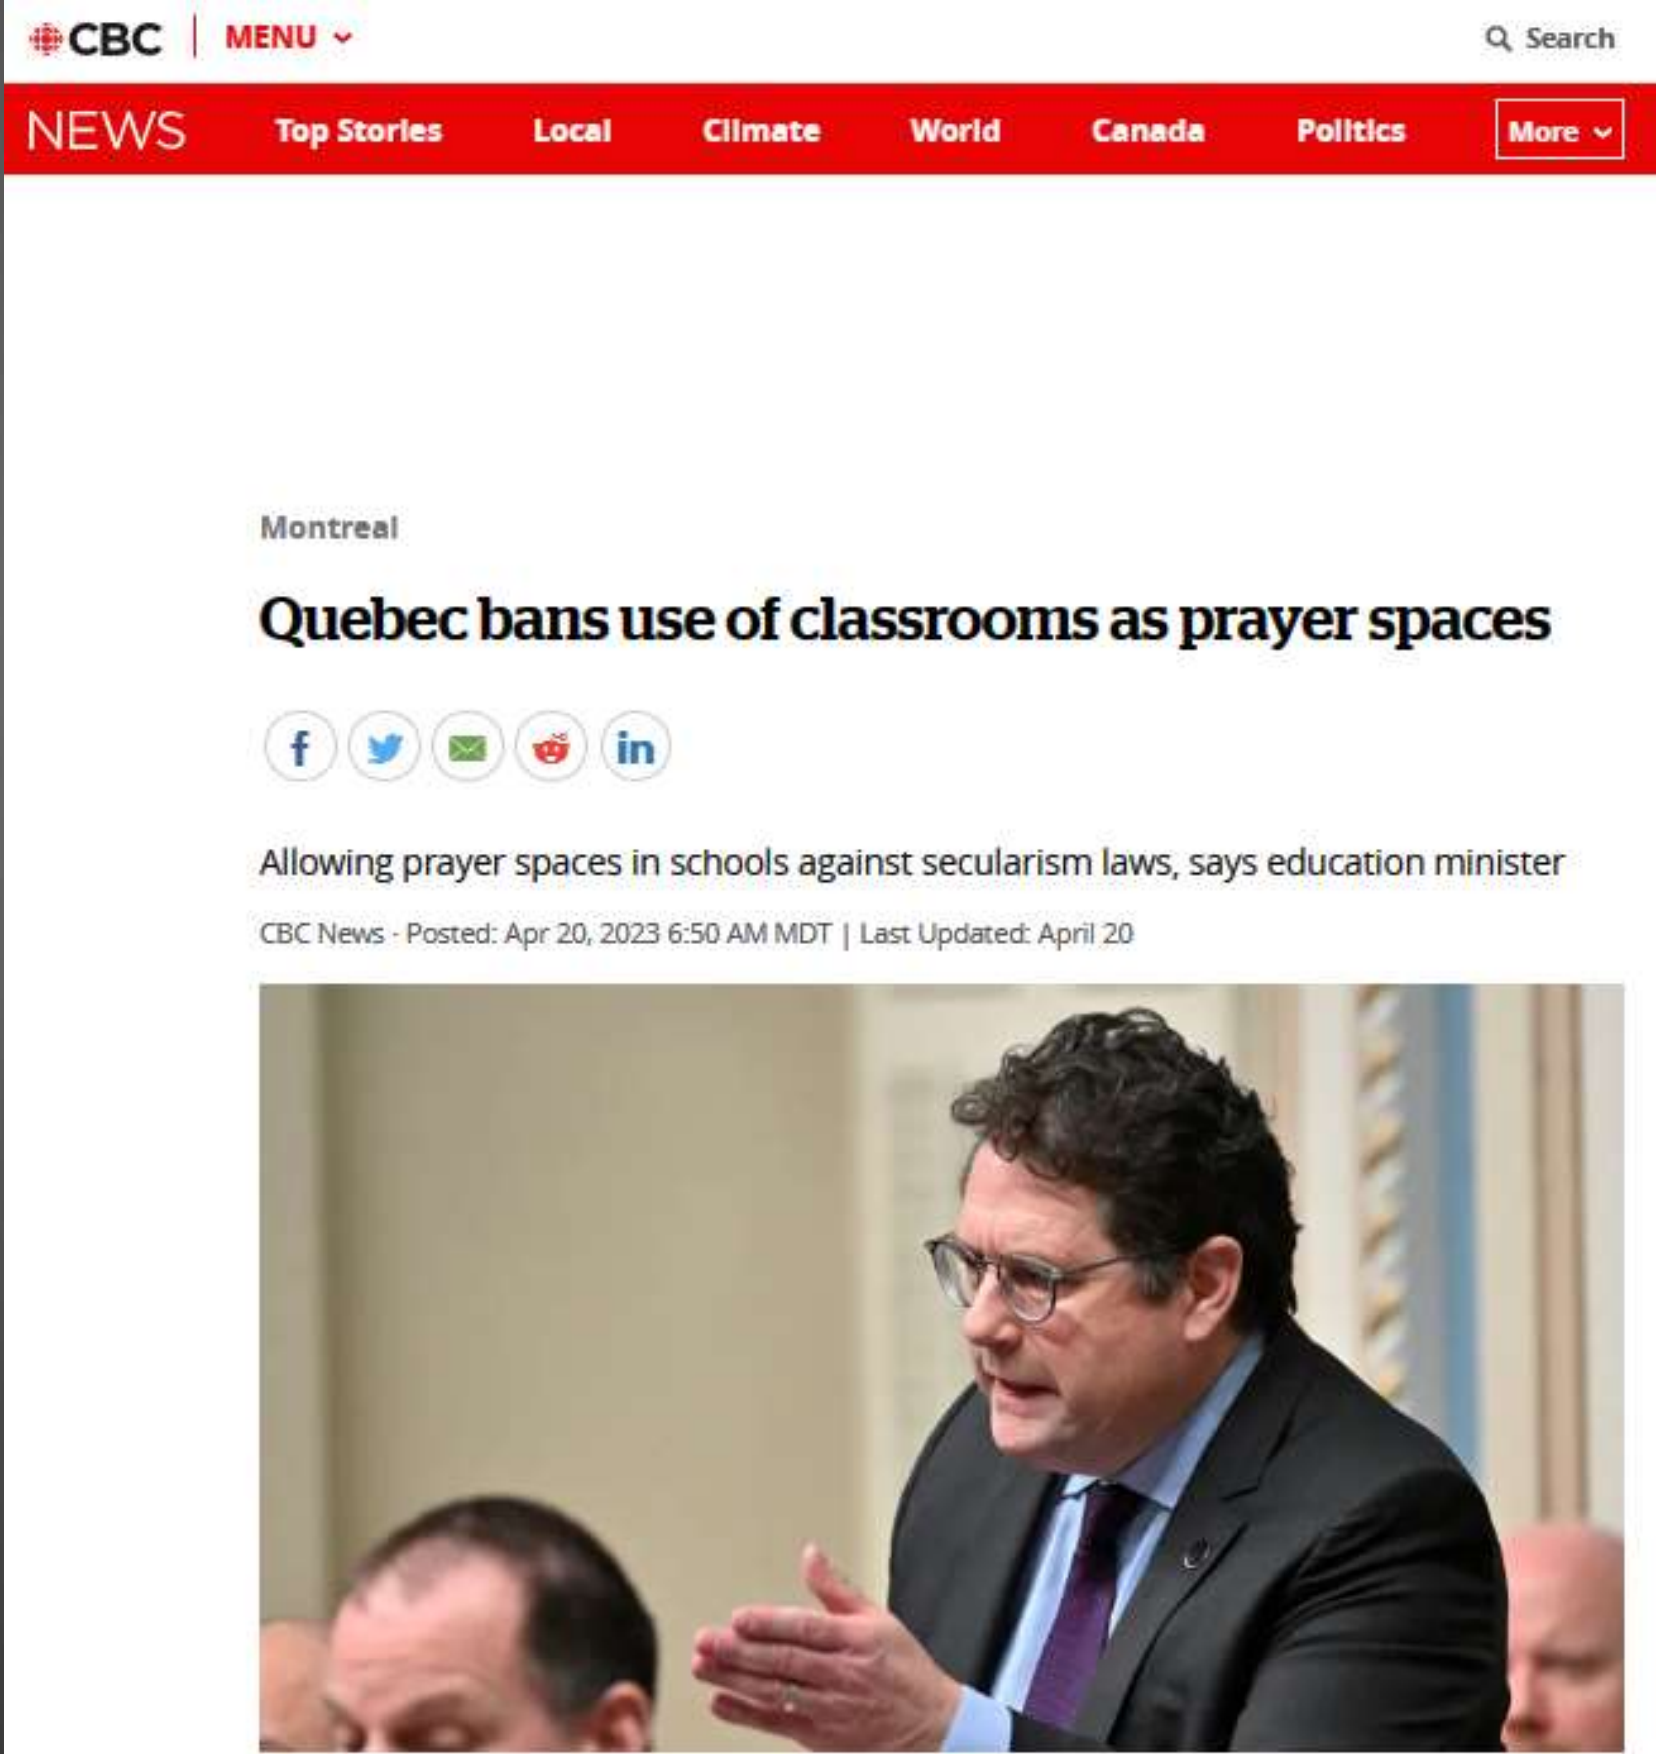 CBC MENU Search
NEWS Top Stories Local Climate World Canada Politics More
Montreal
Quebec bans use of classrooms as prayer spaces
Allowing prayer spaces in schools against secularism laws, says education minister
CBC News - Posted: Apr 20, 2023 6:50 AM MDT | Last Updated: April 20